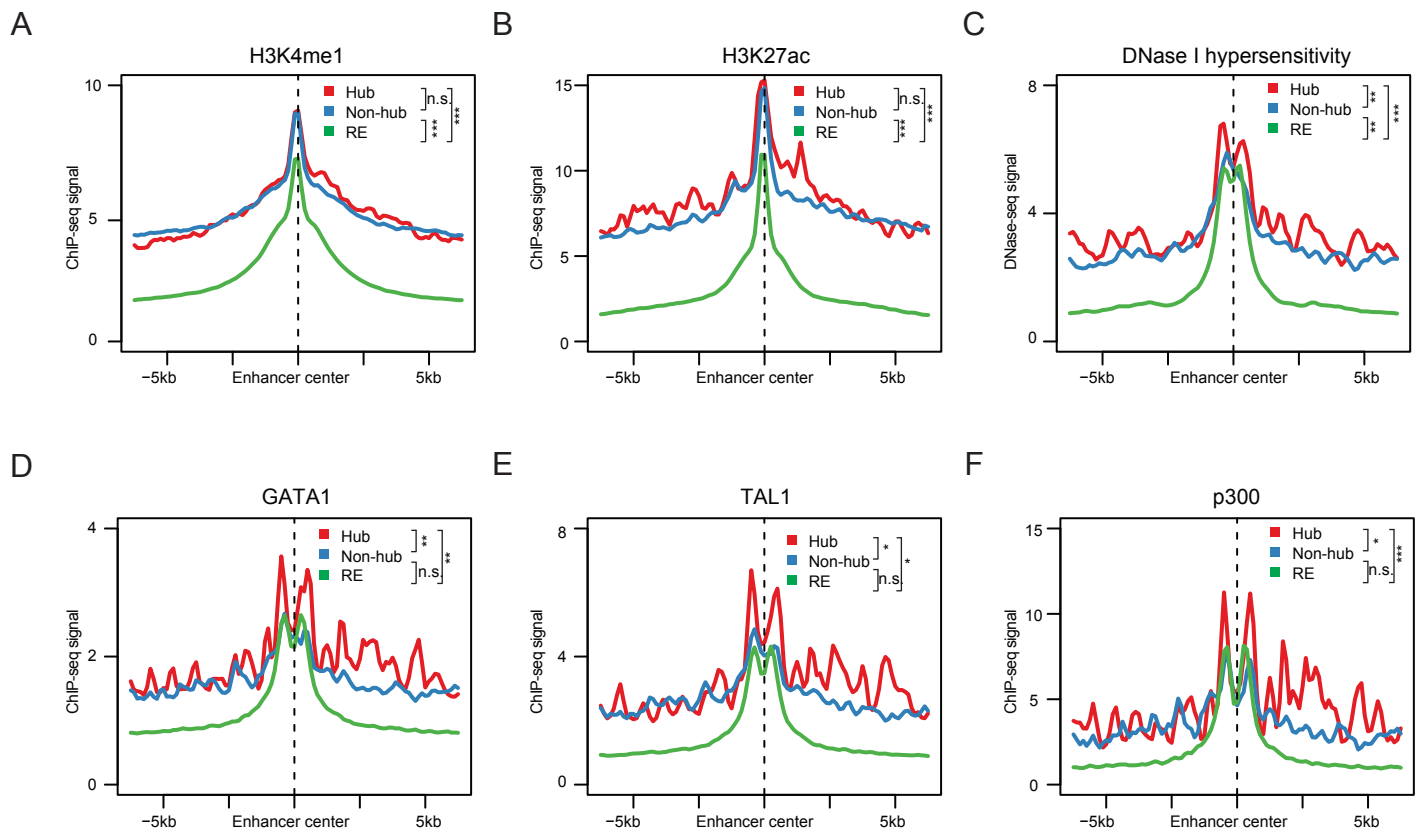 A
H3K4me1
10
5
0
ChIP-seq signal
Hub
Non-hub
RE
n.s.
***
***
−5kb
Enhancer center
5kb
B
H3K27ac
15
10
5
0
ChIP-seq signal
Hub
Non-hub
RE
n.s.
***
***
−5kb
Enhancer center
5kb
C
DNase I hypersensitivity
8
4
0
DNase-seq signal
Hub
Non-hub
RE
**
**
***
−5kb
Enhancer center
5kb
D
GATA1
4
2
0
ChIP-seq signal
Hub
Non-hub
RE
**
n.s.
**
−5kb
Enhancer center
5kb
E
TAL1
8
4
0
ChIP-seq signal
Hub
Non-hub
RE
*
n.s.
*
−5kb
Enhancer center
5kb
F
p300
15
10
5
0
ChIP-seq signal
Hub
Non-hub
RE
*
n.s.
***
−5kb
Enhancer center
5kb